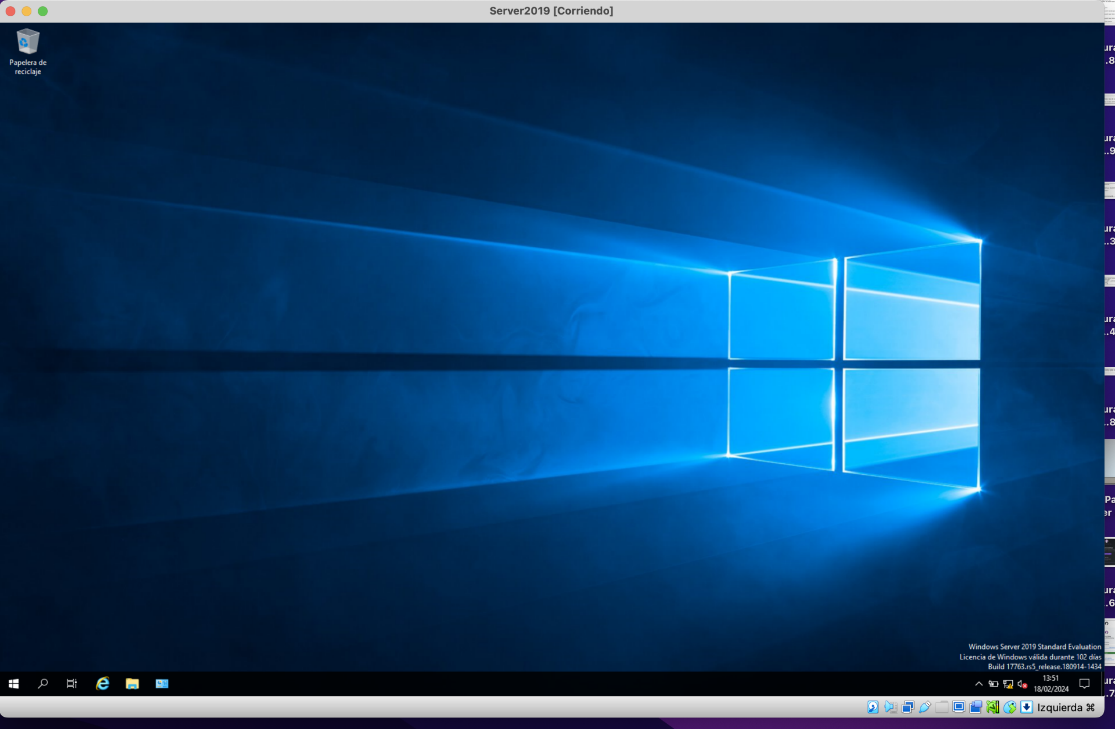 Server2019 [Corriendo]
Papelera de
reciclaje
Windows Server 2019 Standard Evaluation
Licencia de Windows válida durante 102 días
Build 17763.rs5_release.180914-1434
13:51
18/02/2024
Izquierda ⌘